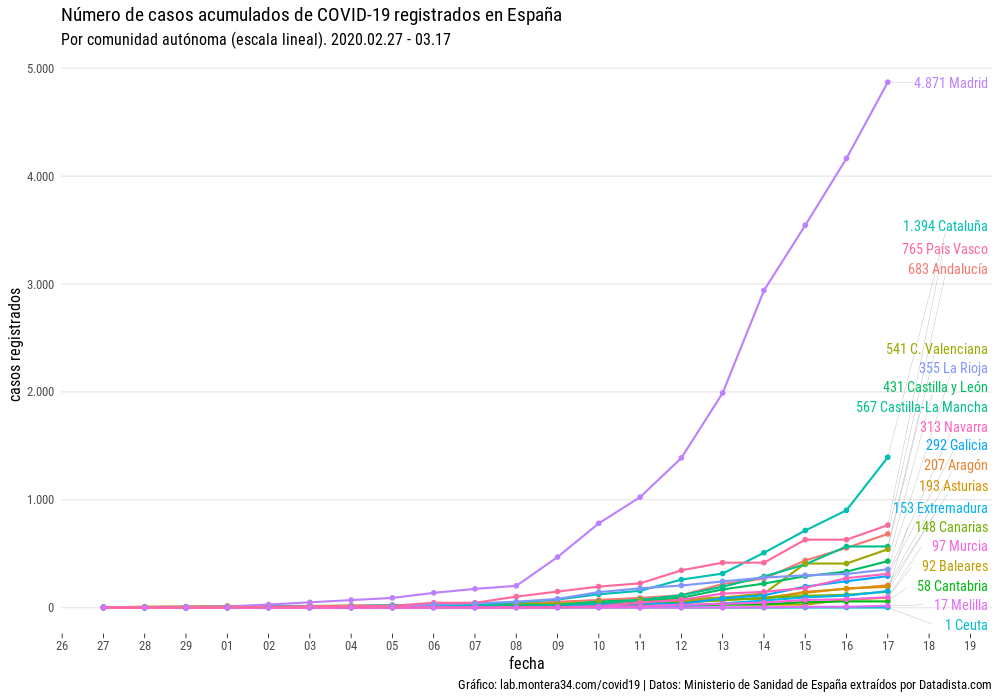 Número de casos acumulados de COVID-19 registrados en España
Por comunidad autónoma (escala lineal). 2020.02.27 - 03.17
5.000
4.000
3.000
2.000
1.000
0
casos registrados
4.871 Madrid
1.394 Cataluña
765 País Vasco
683 Andalucía
541 C. Valenciana
355 La Rioja
431 Castilla y León
567 Castilla-La Mancha
313 Navarra
292 Galicia
207 Aragón
193 Asturias
153 Extremadura
148 Canarias
97 Murcia
92 Baleares
58 Cantabria
17 Melilla
1 Ceuta
26 27 28 29 01 02 03 04 05 06 07 08 09 10 11 12 13 14 15 16 17 18 19
fecha
Gráfico: lab.montera34.com/covid19 | Datos: Ministerio de Sanidad de España extraídos por Datadista.com